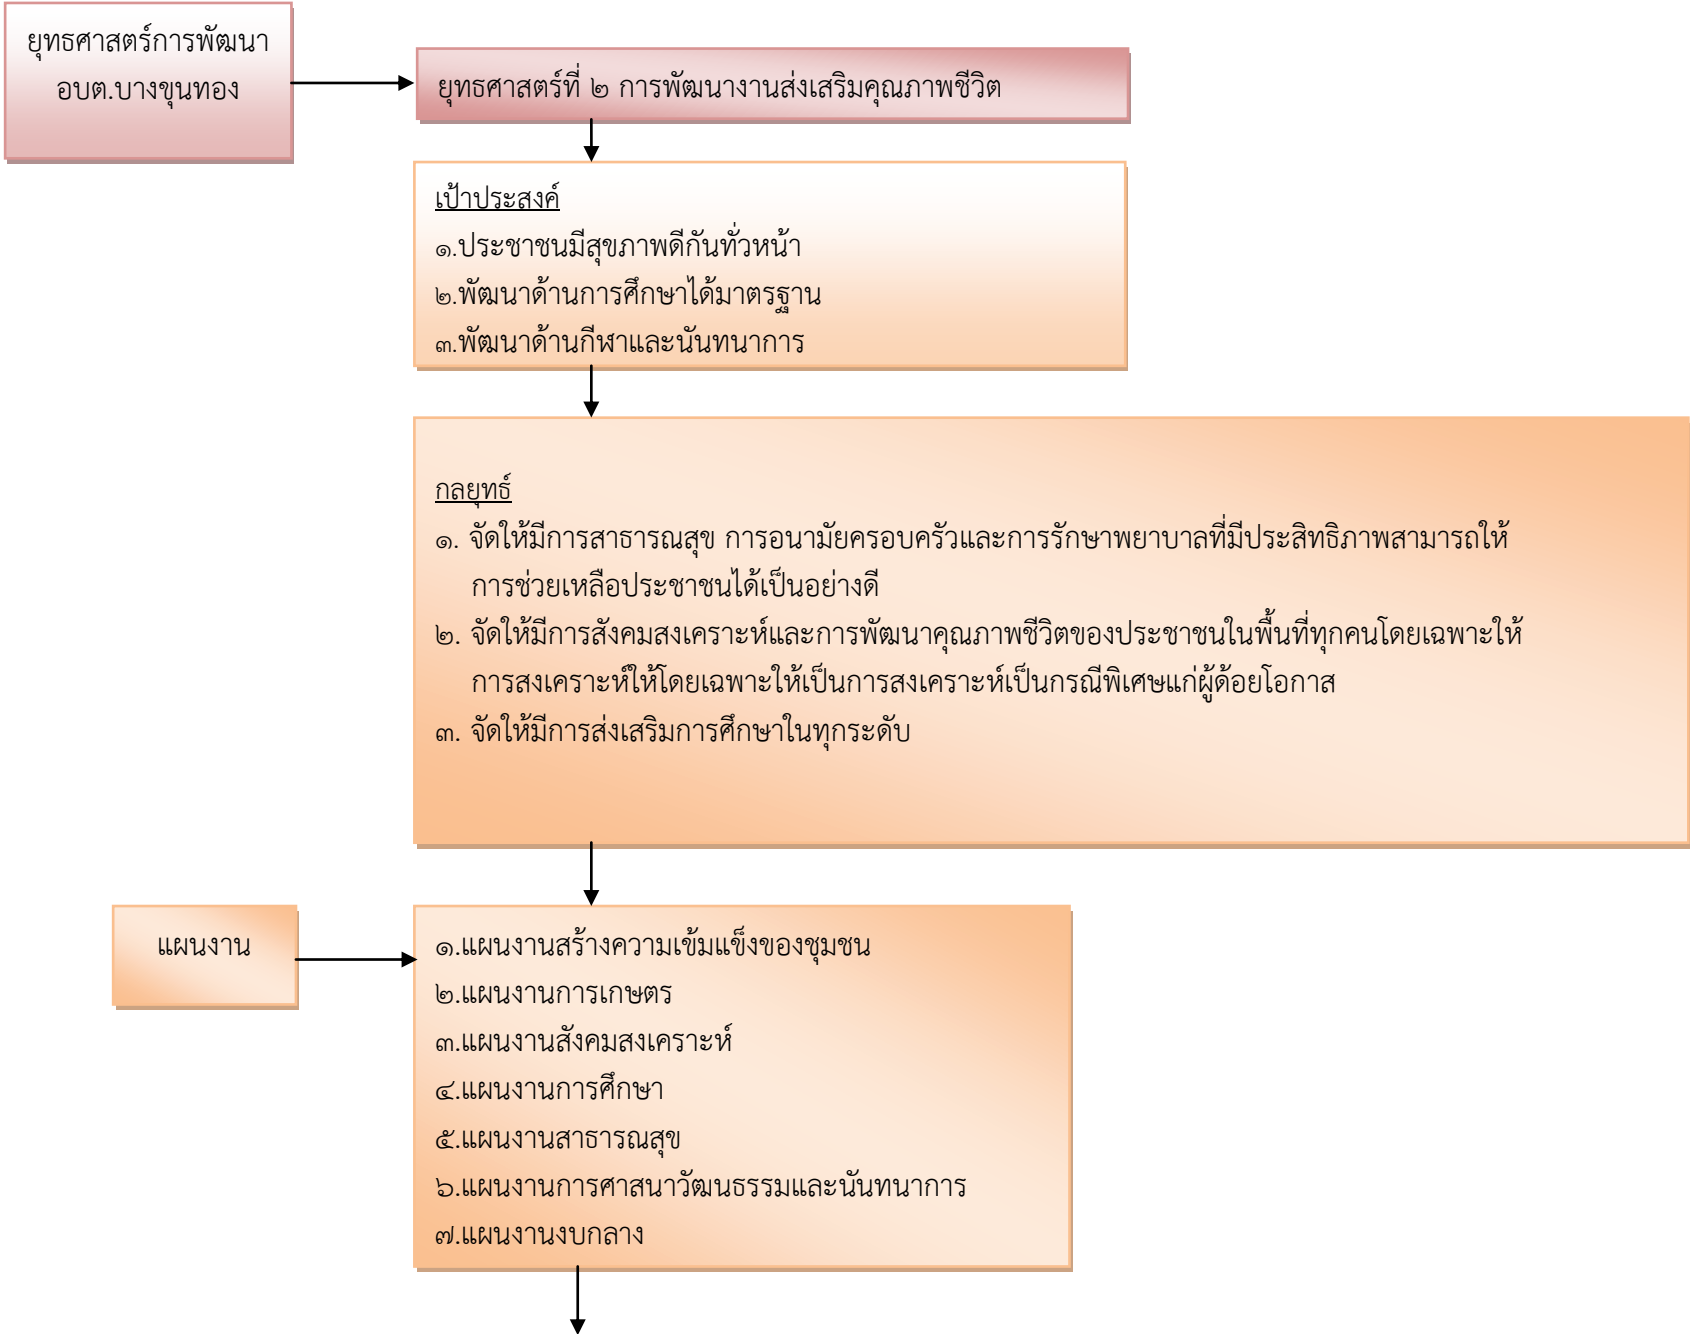 ยุทธศาสตร์การพัฒนา
อบต.บางขุนทอง
ยุทธศาสตร์ที่ ๒ การพัฒนางานส่งเสริมคุณภาพชีวิต
เป้าประสงค์
๑.ประชาชนมีสุขภาพดีกันทั่วหน้า
๒.พัฒนาด้านการศึกษาได้มาตรฐาน
๓.พัฒนาด้านกีฬาและนันทนาการ
กลยุทธ์
๑. จัดให้มีการสาธารณสุข การอนามัยครอบครัวและการรักษาพยาบาลที่มีประสิทธิภาพสามารถให้
การช่วยเหลือประชาชนได้เป็นอย่างดี
๒. จัดให้มีการสังคมสงเคราะห์และการพัฒนาคุณภาพชีวิตของประชาชนในพื้นที่ทุกคนโดยเฉพาะให้
การสงเคราะห์ให้โดยเฉพาะให้เป็นการสงเคราะห์เป็นกรณีพิเศษแก่ผู้ด้อยโอกาส
๓. จัดให้มีการส่งเสริมการศึกษาในทุกระดับ
แผนงาน
๑.แผนงานสร้างความเข้มแข็งของชุมชน
๒.แผนงานการเกษตร
๓.แผนงานสังคมสงเคราะห์
๔.แผนงานการศึกษา
๕.แผนงานสาธารณสุข
๖.แผนงานการศาสนาวัฒนธรรมและนันทนาการ
๗.แผนงานงบกลาง